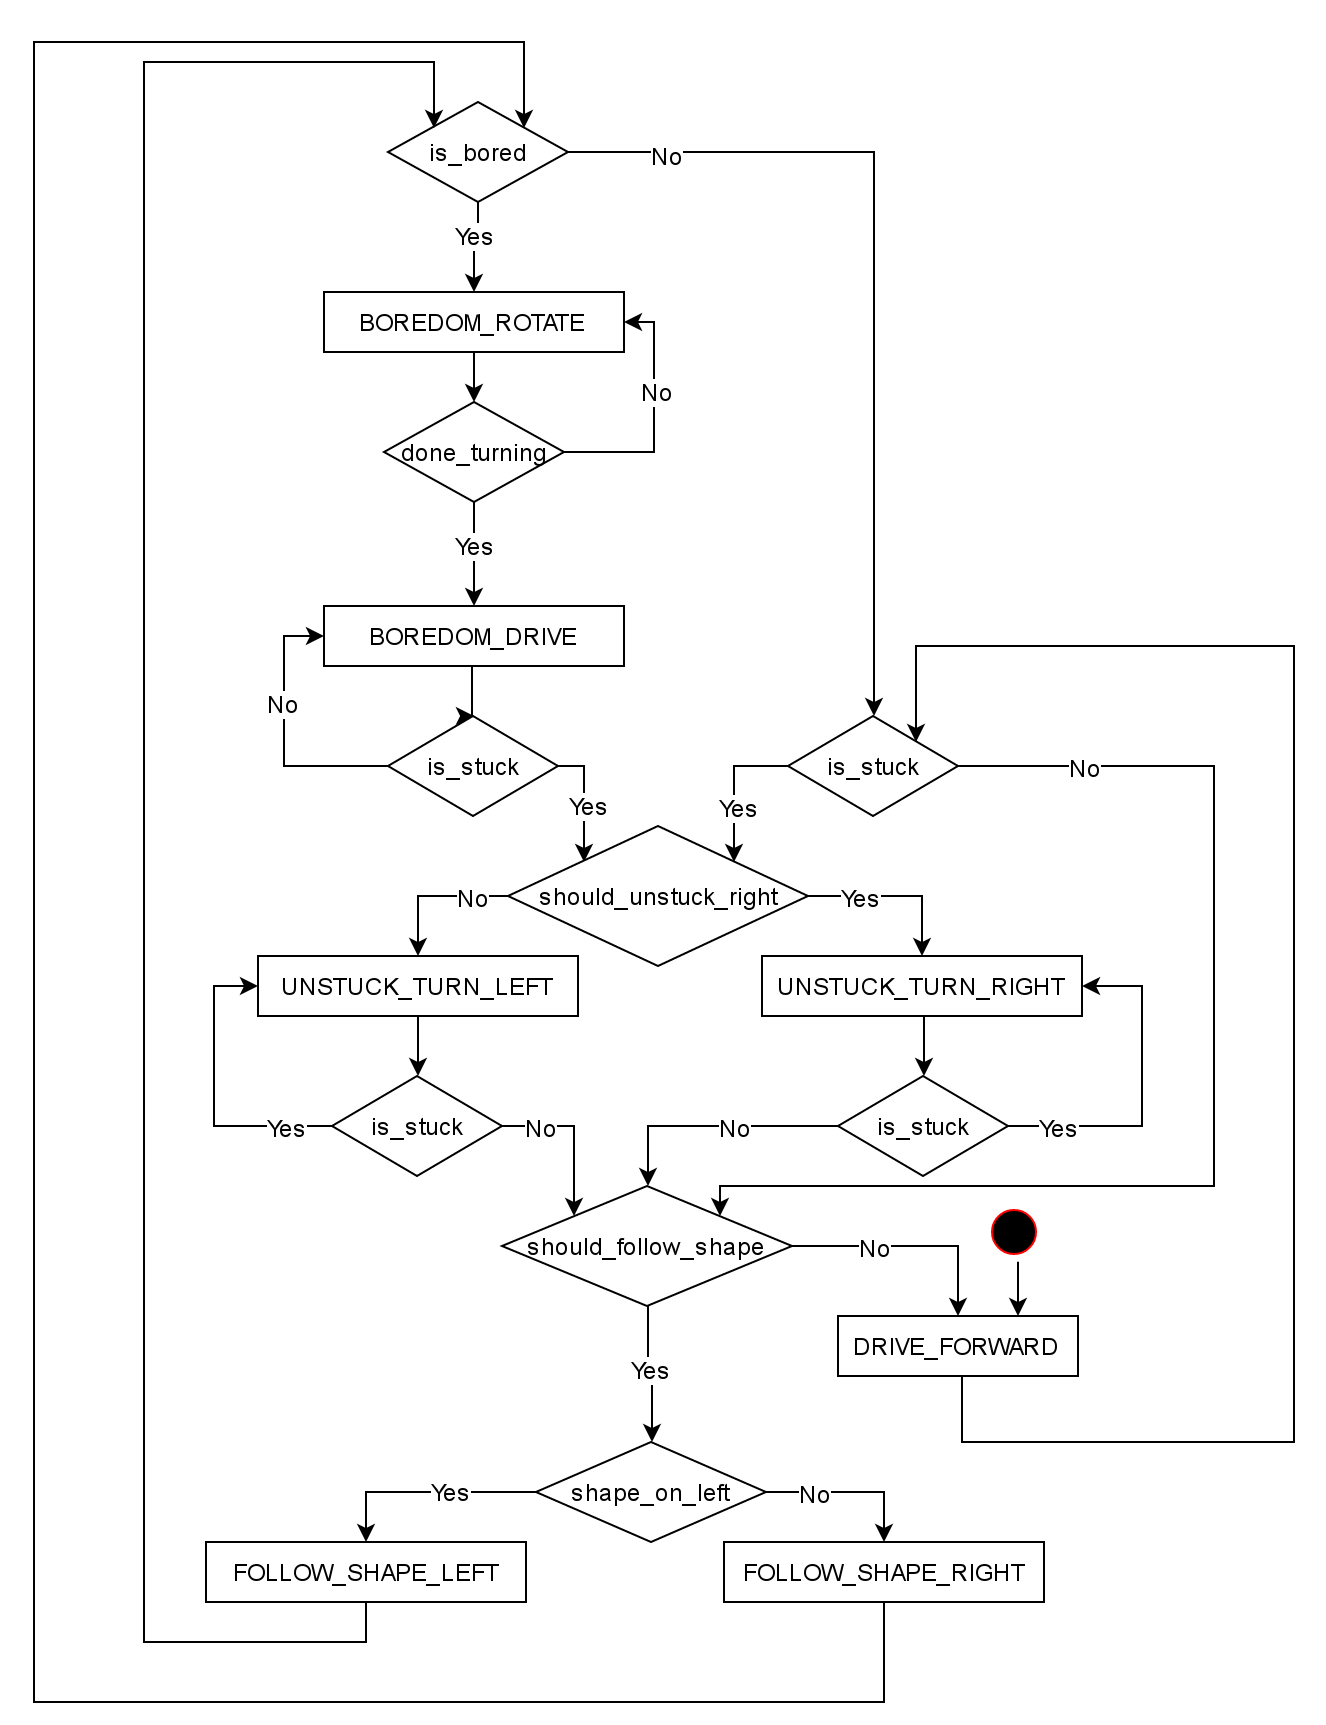 is_bored
No
Yes
BOREDOM_ROTATE
No
done_turning
Yes
BOREDOM_DRIVE
No
is_stuck
is_stuck
No
Yes
Yes
should_unstuck_right
No
Yes
UNSTUCK_TURN_LEFT
UNSTUCK_TURN_RIGHT
is_stuck
is_stuck
Yes
No
No
Yes
should_follow_shape
No
DRIVE_FORWARD
Yes
shape_on_left
Yes
No
FOLLOW_SHAPE_LEFT
FOLLOW_SHAPE_RIGHT